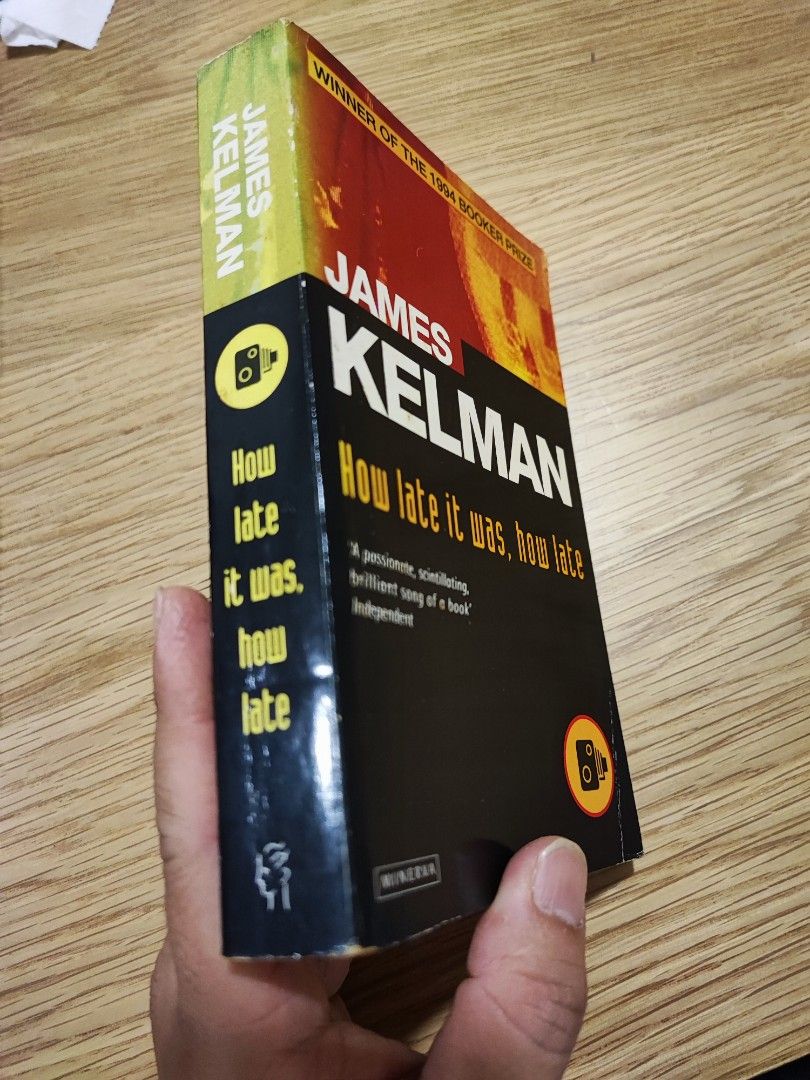 JAMES
KELMAN
How
late
it was,
how
late
WINNER OF THE 1994 BOOKER PRIZE
JAMES
KELMAN
How late it was, how late
'A passionate, scintillating,
brilliant song of a book'
Independent
MINERVA